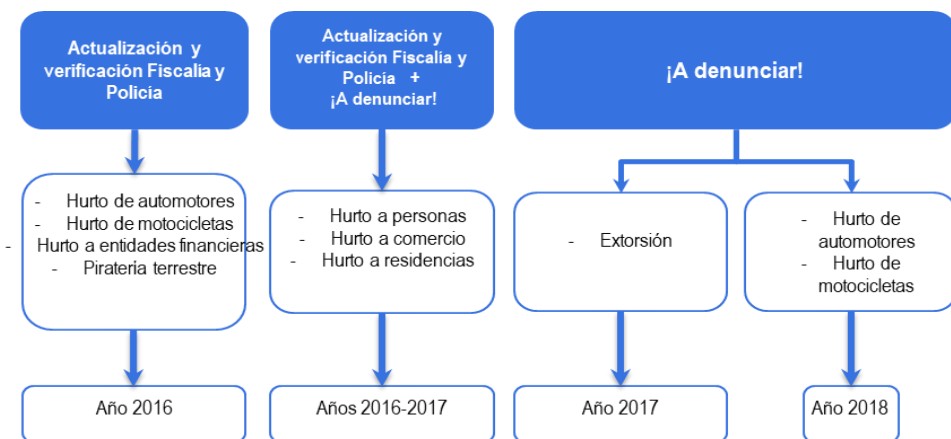 Actualización y
verificación Fiscalía y
Policía
Actualización y
verificación Fiscalía y
Policía +
¡A denunciar!
¡A denunciar!
- Hurto de automotores
- Hurto de motocicletas
- Hurto a entidades financieras
- Piratería terrestre
- Hurto a personas
- Hurto a comercio
- Hurto a residencias
- Extorsión
- Hurto de
automotores
- Hurto de
motocicletas
Año 2016
Años 2016-2017
Año 2017
Año 2018